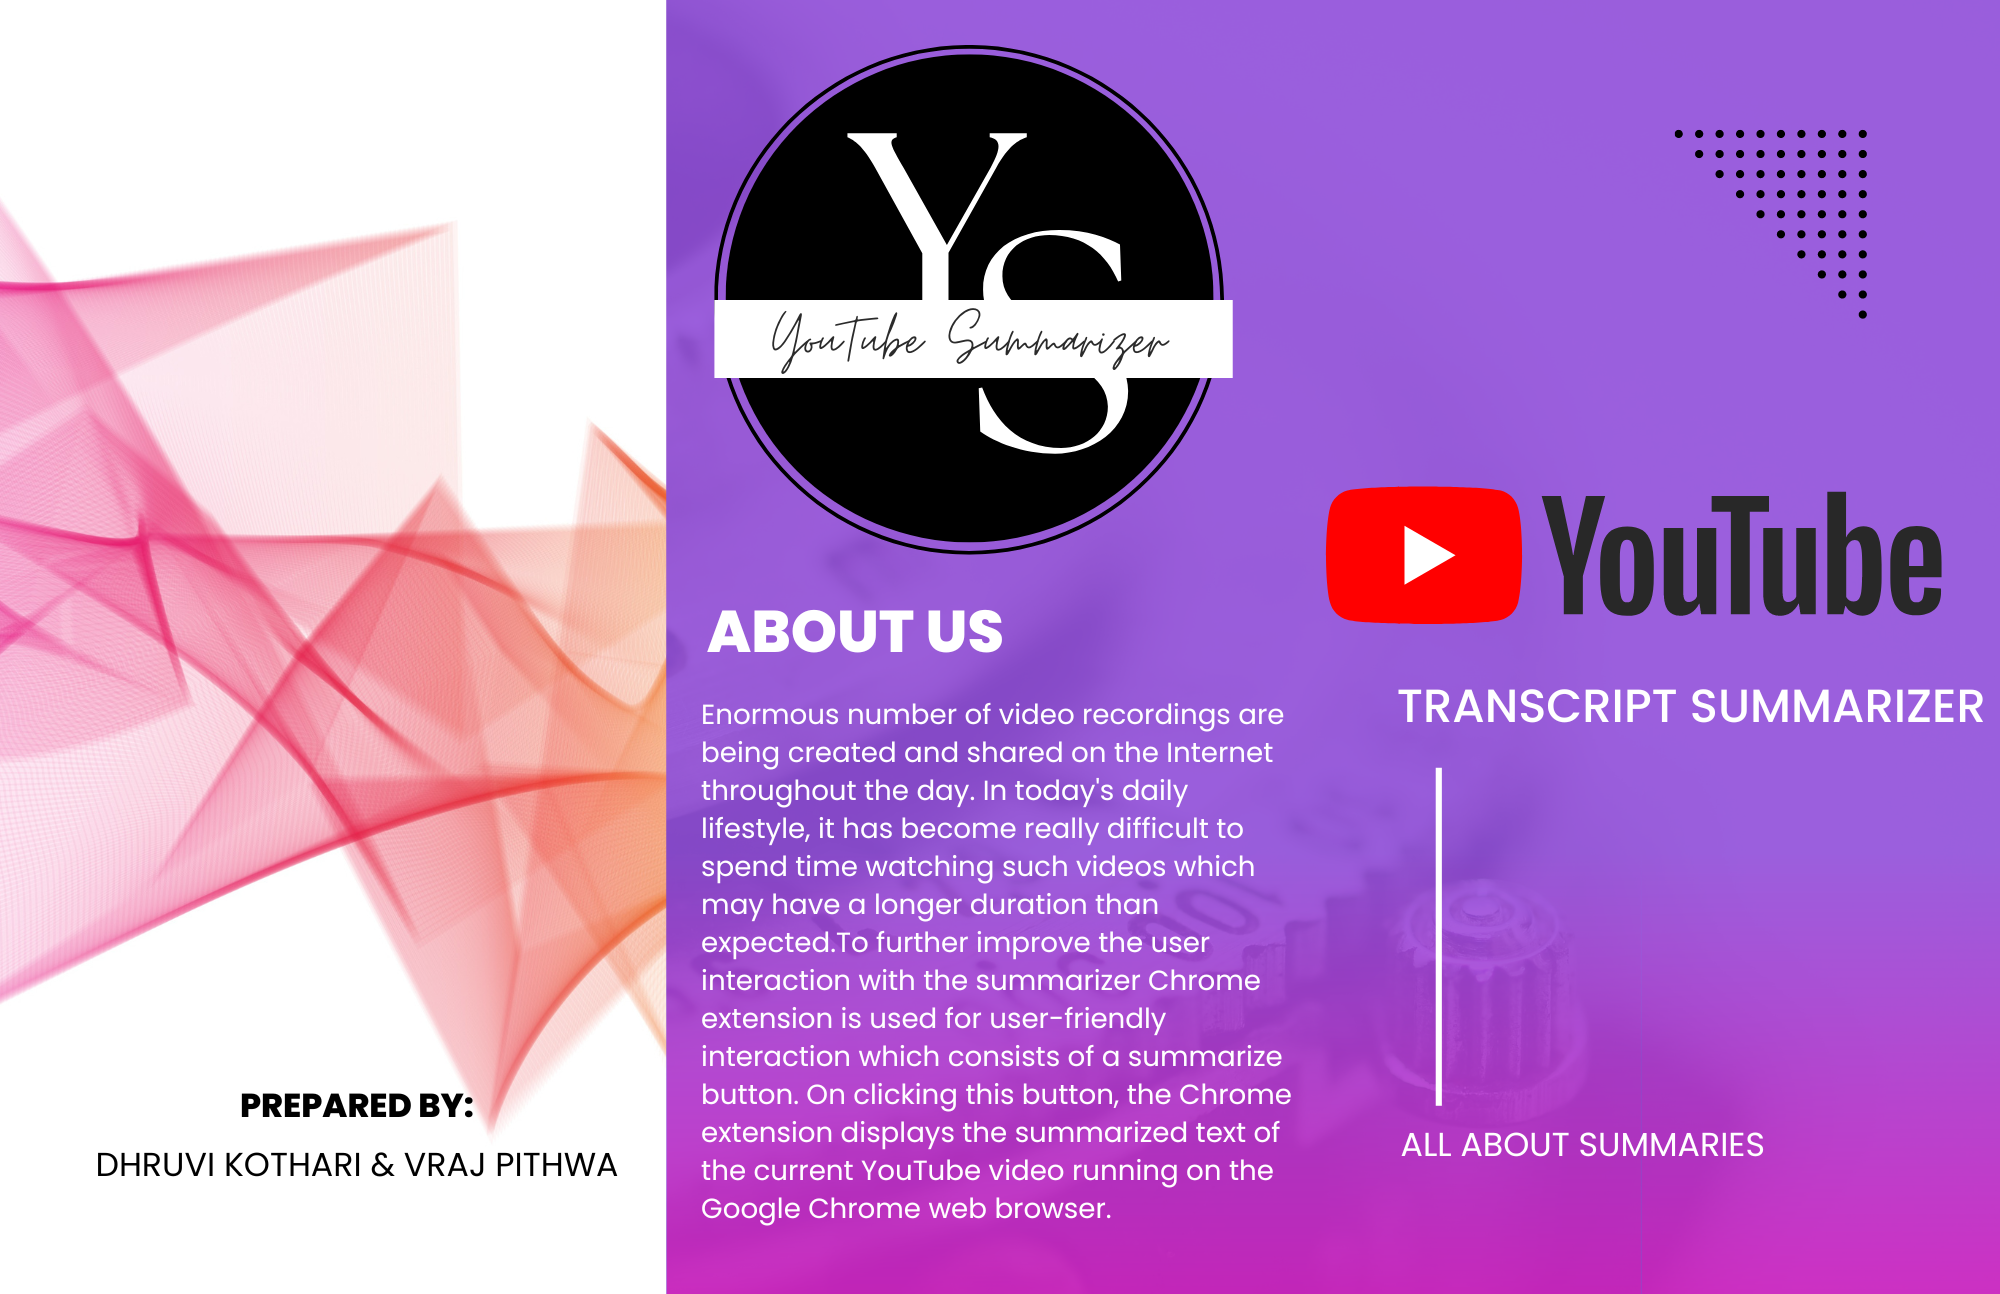 PREPARED BY:
DHRUVI KOTHARI & VRAJ PITHWA
YS
YouTube Summarizer
ABOUT US
Enormous number of video recordings are
being created and shared on the Internet
throughout the day. In today's daily
lifestyle, it has become really difficult to
spend time watching such videos which
may have a longer duration than
expected.To further improve the user
interaction with the summarizer Chrome
extension is used for user-friendly
interaction which consists of a summarize
button. On clicking this button, the Chrome
extension displays the summarized text of
the current YouTube video running on the
Google Chrome web browser.
YouTube
TRANSCRIPT SUMMARIZER
ALL ABOUT SUMMARIES